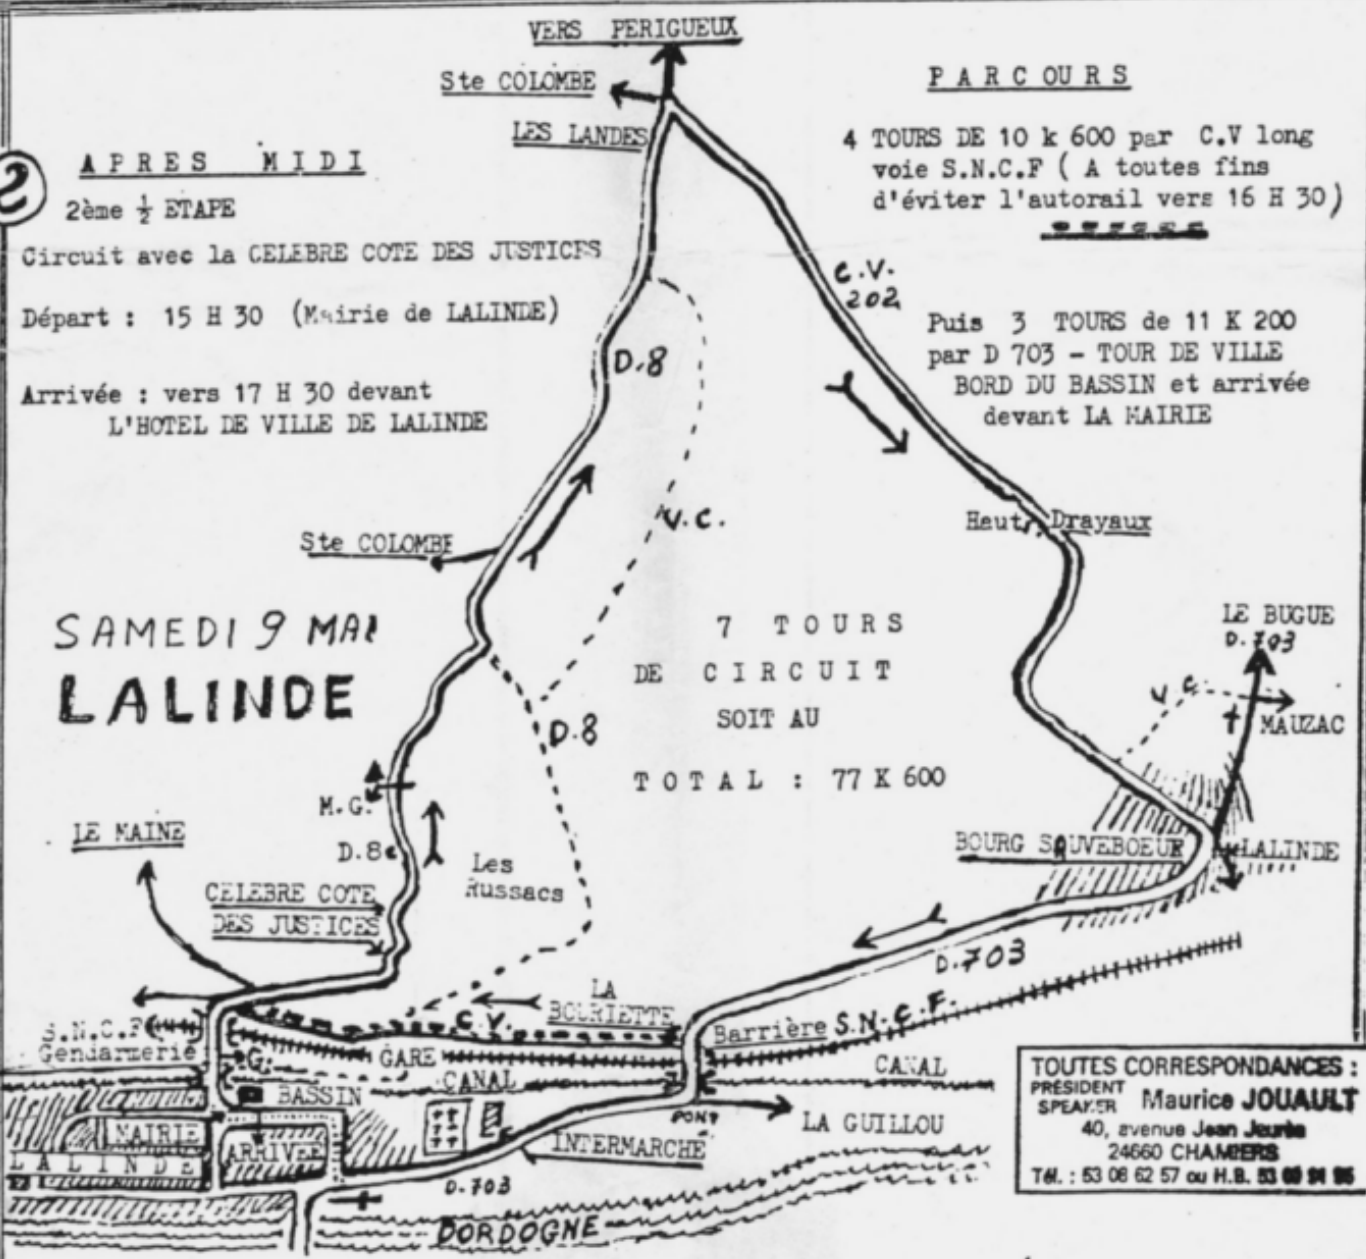 VERS PERIGUEUX
Ste COLOMBE
LES LANDES
PARCOURS
4 TOURS DE 10 k 600 par C.V long
voie S.N.C.F ( A toutes fins
d'éviter l'autorail vers 16 H 30)
2
APRES MIDI
2ème ½ ETAPE
Circuit avec la CELEBRE COTE DES JUSTICES
Départ : 15 H 30 (Mairie de LALINDE)
Arrivée : vers 17 H 30 devant
L'HOTEL DE VILLE DE LALINDE
C.V.
202
Puis 3 TOURS de 11 K 200
par D 703 - TOUR DE VILLE
BORD DU BASSIN et arrivée
devant LA MAIRIE
D.8
V.C.
Haut Drayaux
Ste COLOMBE
SAMEDI 9 MAI
LALINDE
7 TOURS
DE CIRCUIT
SOIT AU
TOTAL : 77 K 600
LE BUGUE
D.703
V.C.
MAUZAC
D.8
M.G.
D.8
LE MAINE
Les
Russacs
CELEBRE COTE
DES JUSTICES
BOURG SAUVEBOEUF
LALINDE
D.703
LA
BOURIETTE
C.V.
Barrière S.N.C.F.
S.N.C.F
Gendarmerie
G.
GARE
CANAL
CANAL
BASSIN
MAIRIE
ARRIVEE
LALINDE
PONT
LA GUILLOU
INTERMARCHE
D.703
DORDOGNE
TOUTES CORRESPONDANCES :
PRÉSIDENT
SPEAKER Maurice JOUAULT
40, avenue Jean Jaurès
24660 CHAMIERS
Tél. : 53 08 62 57 ou H.B. 53